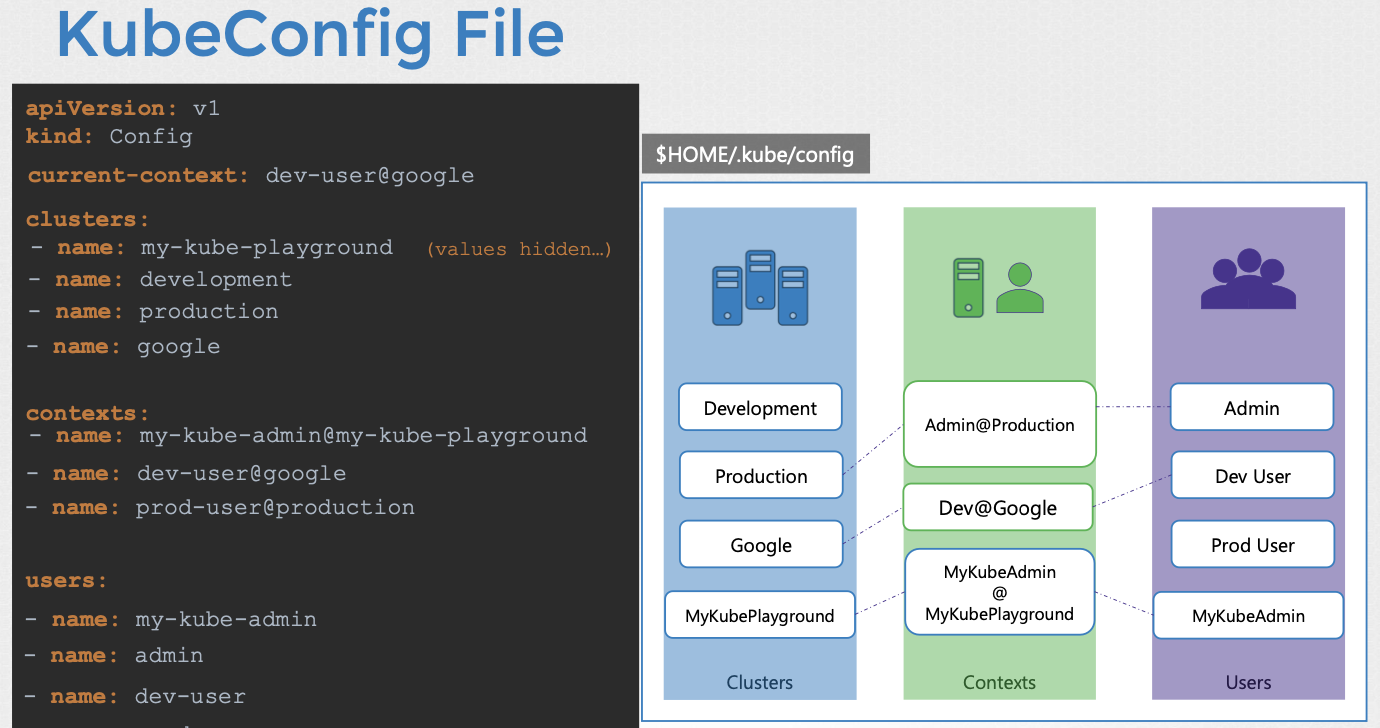 KubeConfig File
apiVersion: v1
kind: Config
current-context: dev-user@google
clusters:
- name: my-kube-playground (values hidden…)
- name: development
- name: production
- name: google
contexts:
- name: my-kube-admin@my-kube-playground
- name: dev-user@google
- name: prod-user@production
users:
- name: my-kube-admin
- name: admin
- name: dev-user
$HOME/.kube/config
Development
Production
Google
MyKubePlayground
Clusters
Admin@Production
Dev@Google
MyKubeAdmin
@
MyKubePlayground
Contexts
Admin
Dev User
Prod User
MyKubeAdmin
Users